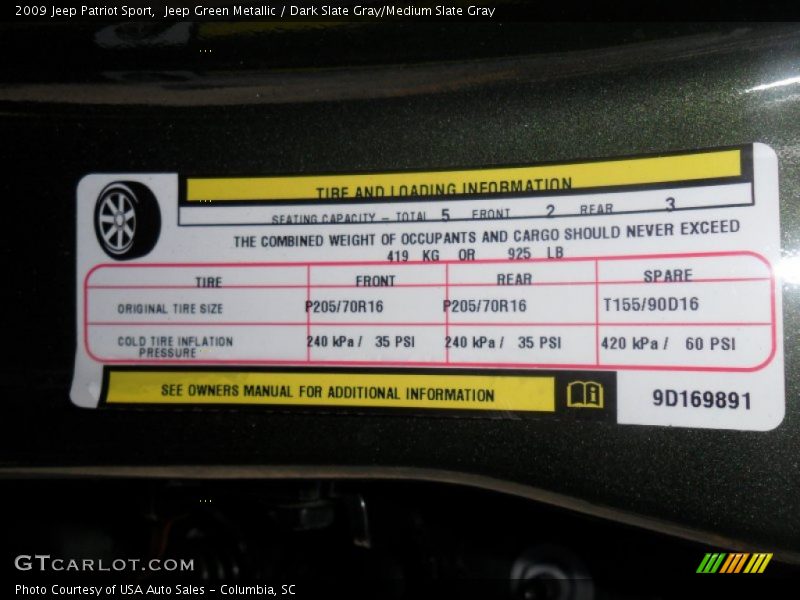 2009 Jeep Patriot Sport,  Jeep Green Metallic / Dark Slate Gray/Medium Slate Gray
TIRE AND LOADING INFORMATION
SEATING CAPACITY - TOTAL 5 FRONT 2 REAR 3
THE COMBINED WEIGHT OF OCCUPANTS AND CARGO SHOULD NEVER EXCEED
419 KG OR 925 LB
TIRE FRONT REAR SPARE
ORIGINAL TIRE SIZE P205/70R16 P205/70R16 T155/90D16
COLD TIRE INFLATION PRESSURE 240 kPa / 35 PSI 240 kPa / 35 PSI 420 kPa / 60 PSI
SEE OWNERS MANUAL FOR ADDITIONAL INFORMATION
9D169891
GTCARLOT.COM
Photo Courtesy of USA Auto Sales - Columbia, SC